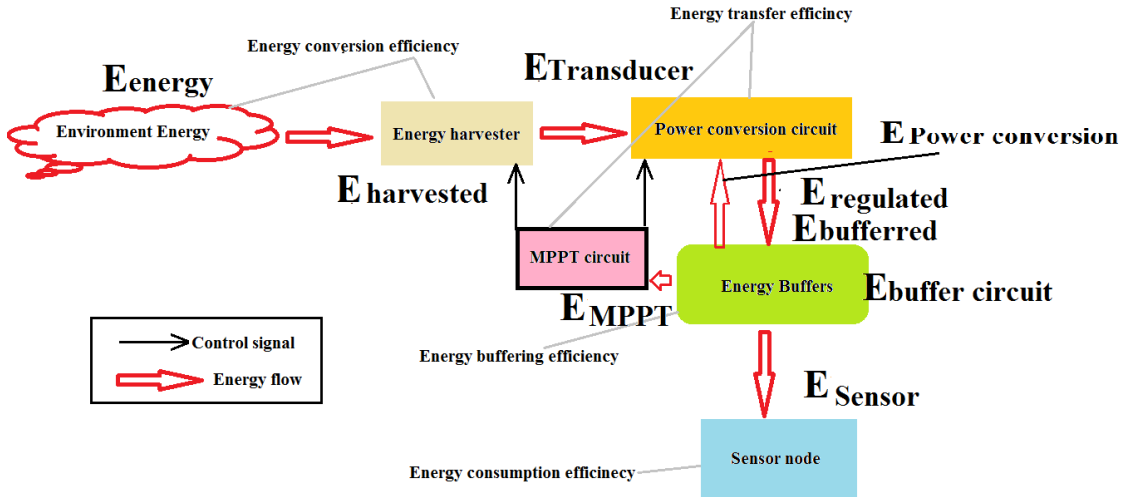 Energy transfer efficincy
Energy conversion efficiency
Eenergy
ETransducer
Environment Energy
Energy harvester
Power conversion circuit
E Power conversion
E harvested
E regulated
Ebufferred
MPPT circuit
Energy Buffers
Ebuffer circuit
E MPPT
Control signal
Energy flow
Energy buffering efficiency
E Sensor
Sensor node
Energy consumption efficinecy